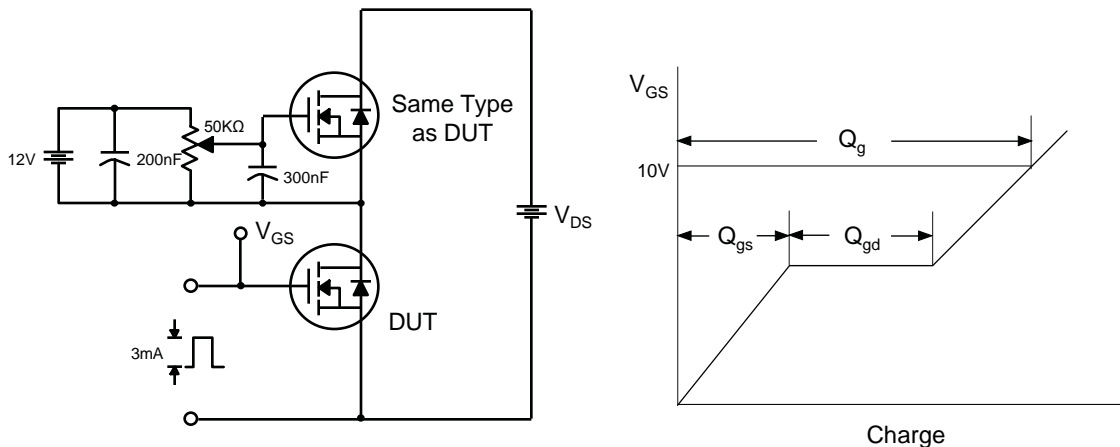 12V
200nF
50KΩ
300nF
Same Type
as DUT
V_GS
DUT
3mA
V_DS
V_GS
10V
Q_g
Q_gs
Q_gd
Charge